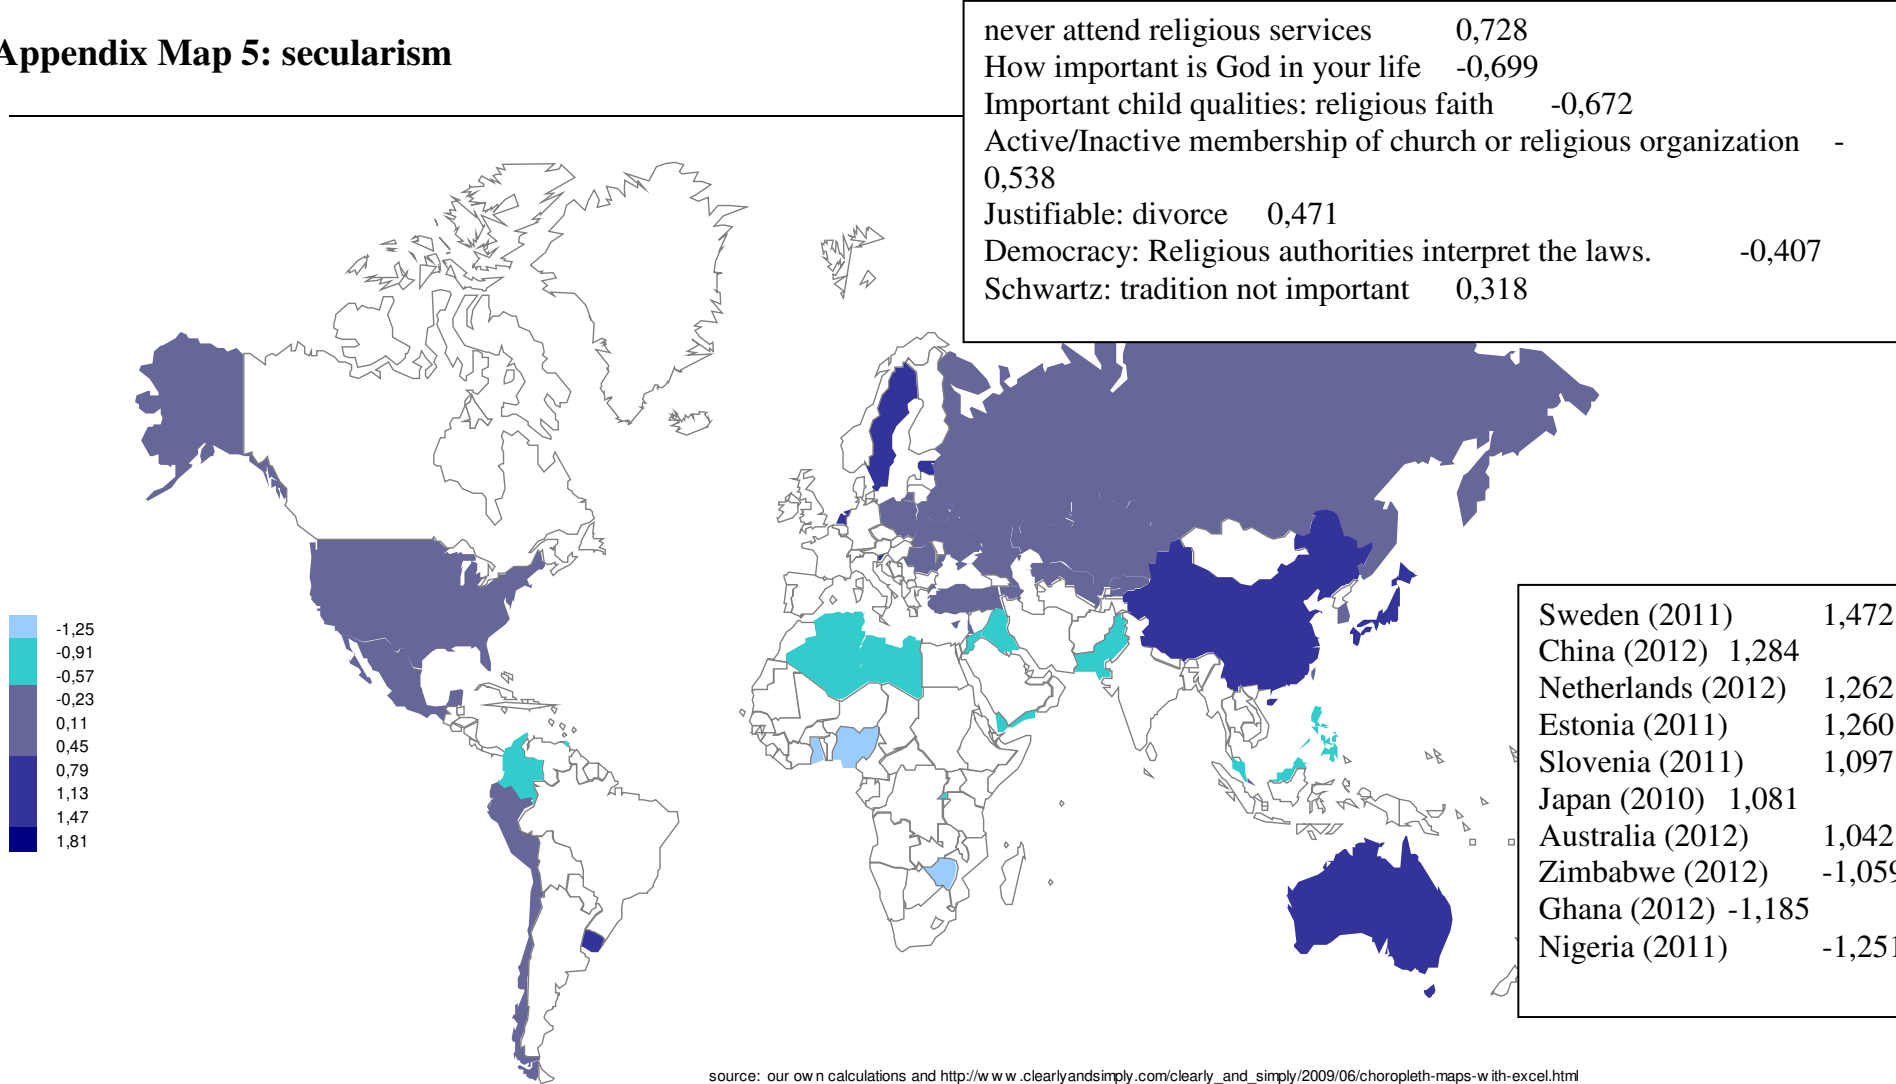 Appendix Map 5: secularism
never attend religious services 0,728
How important is God in your life -0,699
Important child qualities: religious faith -0,672
Active/Inactive membership of church or religious organization -
0,538
Justifiable: divorce 0,471
Democracy: Religious authorities interpret the laws. -0,407
Schwartz: tradition not important 0,318
-1,25
-0,91
-0,57
-0,23
0,11
0,45
0,79
1,13
1,47
1,81
Sweden (2011) 1,472
China (2012) 1,284
Netherlands (2012) 1,262
Estonia (2011) 1,260
Slovenia (2011) 1,097
Japan (2010) 1,081
Australia (2012) 1,042
Zimbabwe (2012) -1,059
Ghana (2012) -1,185
Nigeria (2011) -1,251
source: our own calculations and http://www.clearlyandsimply.com/clearly_and_simply/2009/06/choropleth-maps-with-excel.html